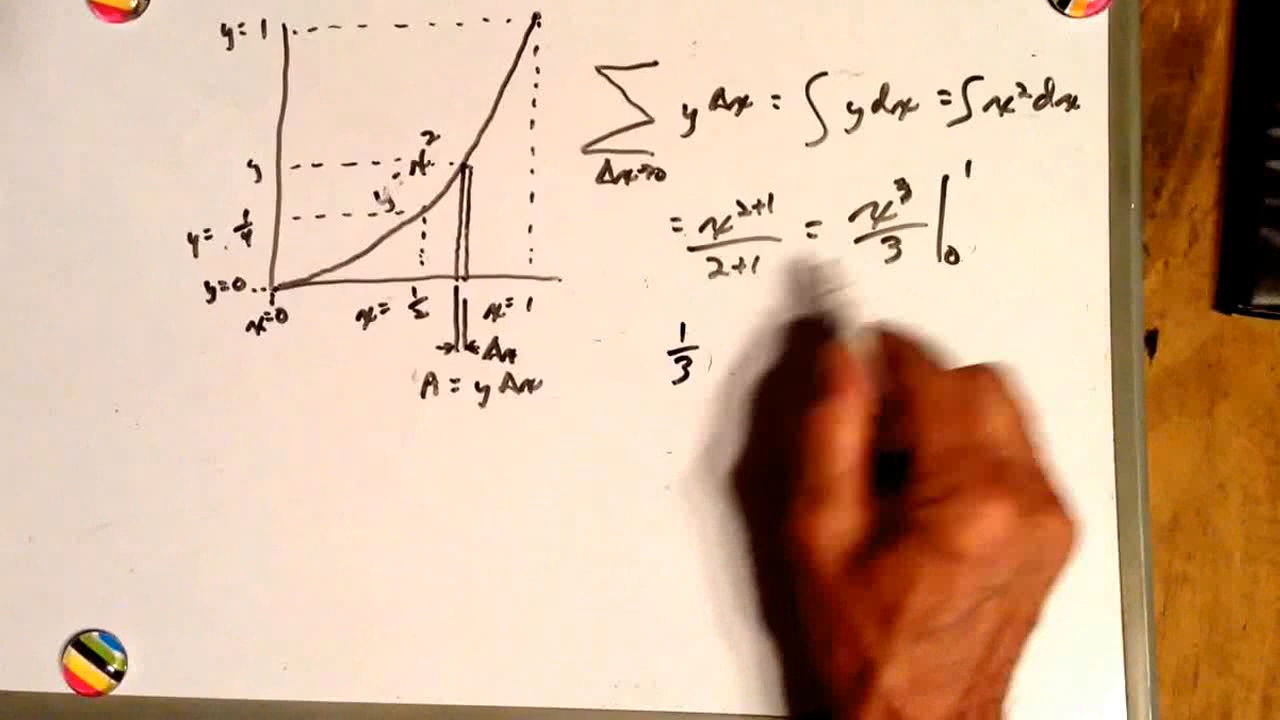 y = 1
y
y = x²
y = 1/4
y=0
x=0
x = 1/2
x = 1
Δx
A = y Δx
∑ y Δx = ∫ y dx = ∫ x² dx
Δx→0
= x²⁺¹/2+1 = x³/3 |₀¹
1/3